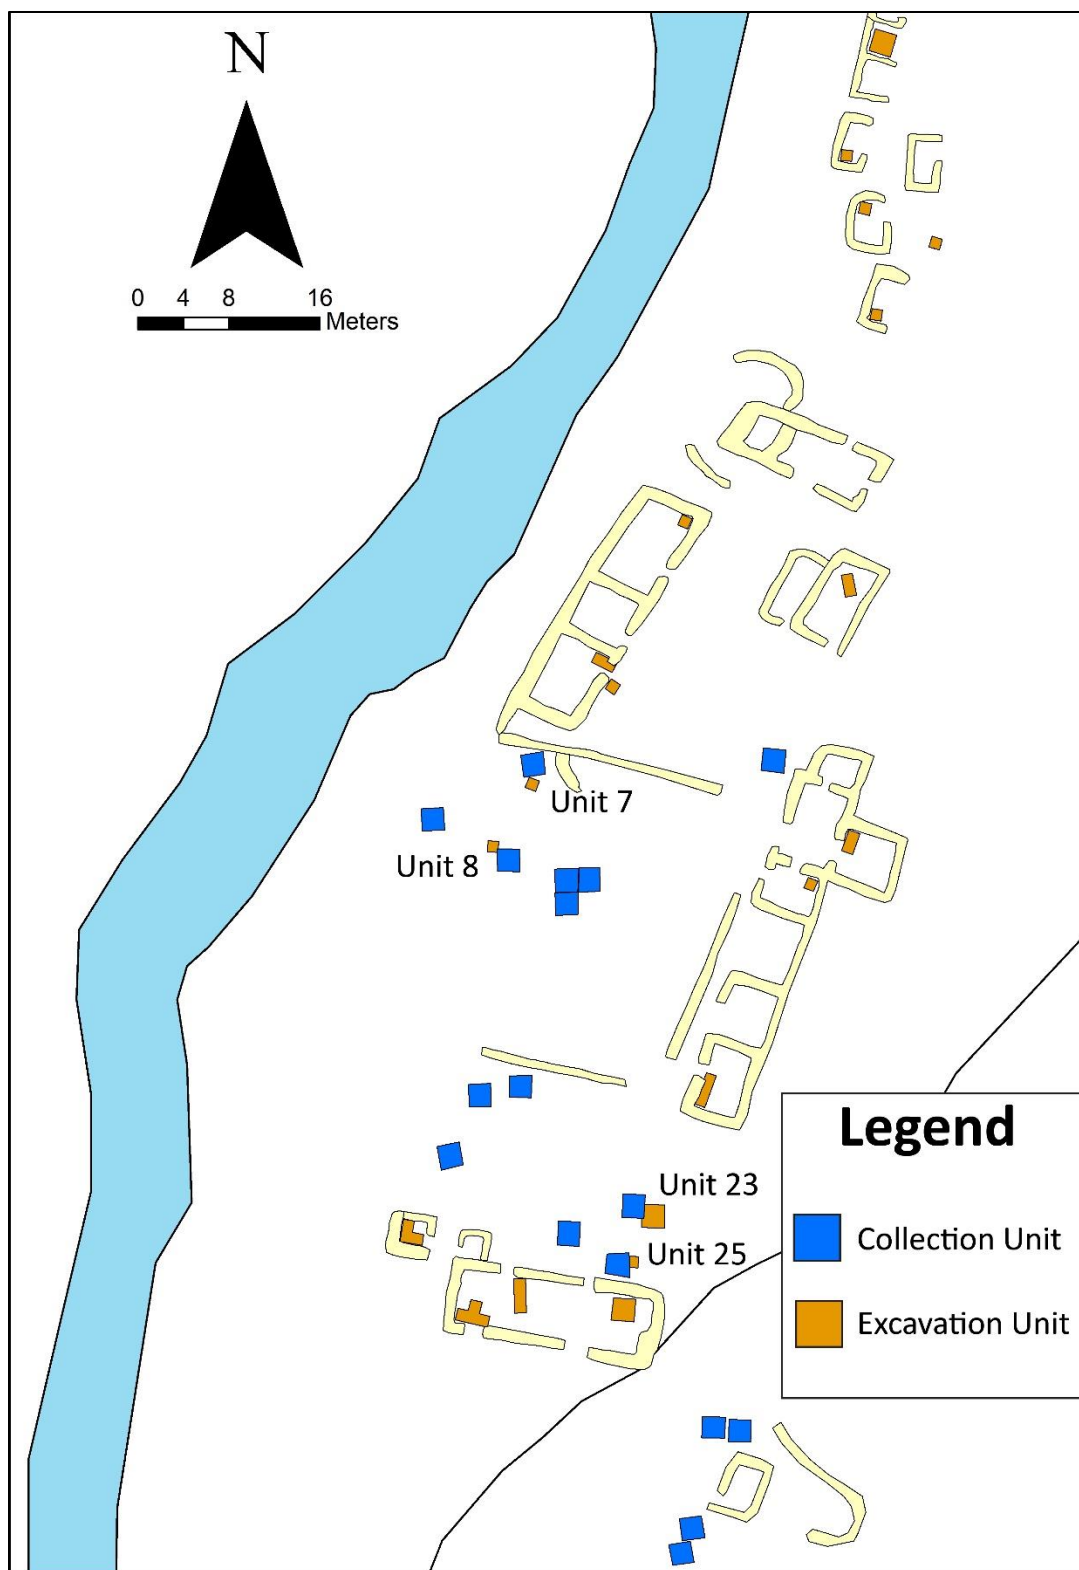 N
0 4 8 16
Meters
Unit 7
Unit 8
Unit 23
Unit 25
Legend
Collection Unit
Excavation Unit